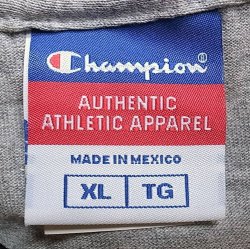 Champion
AUTHENTIC
ATHLETIC APPAREL
MADE IN MEXICO
XL TG